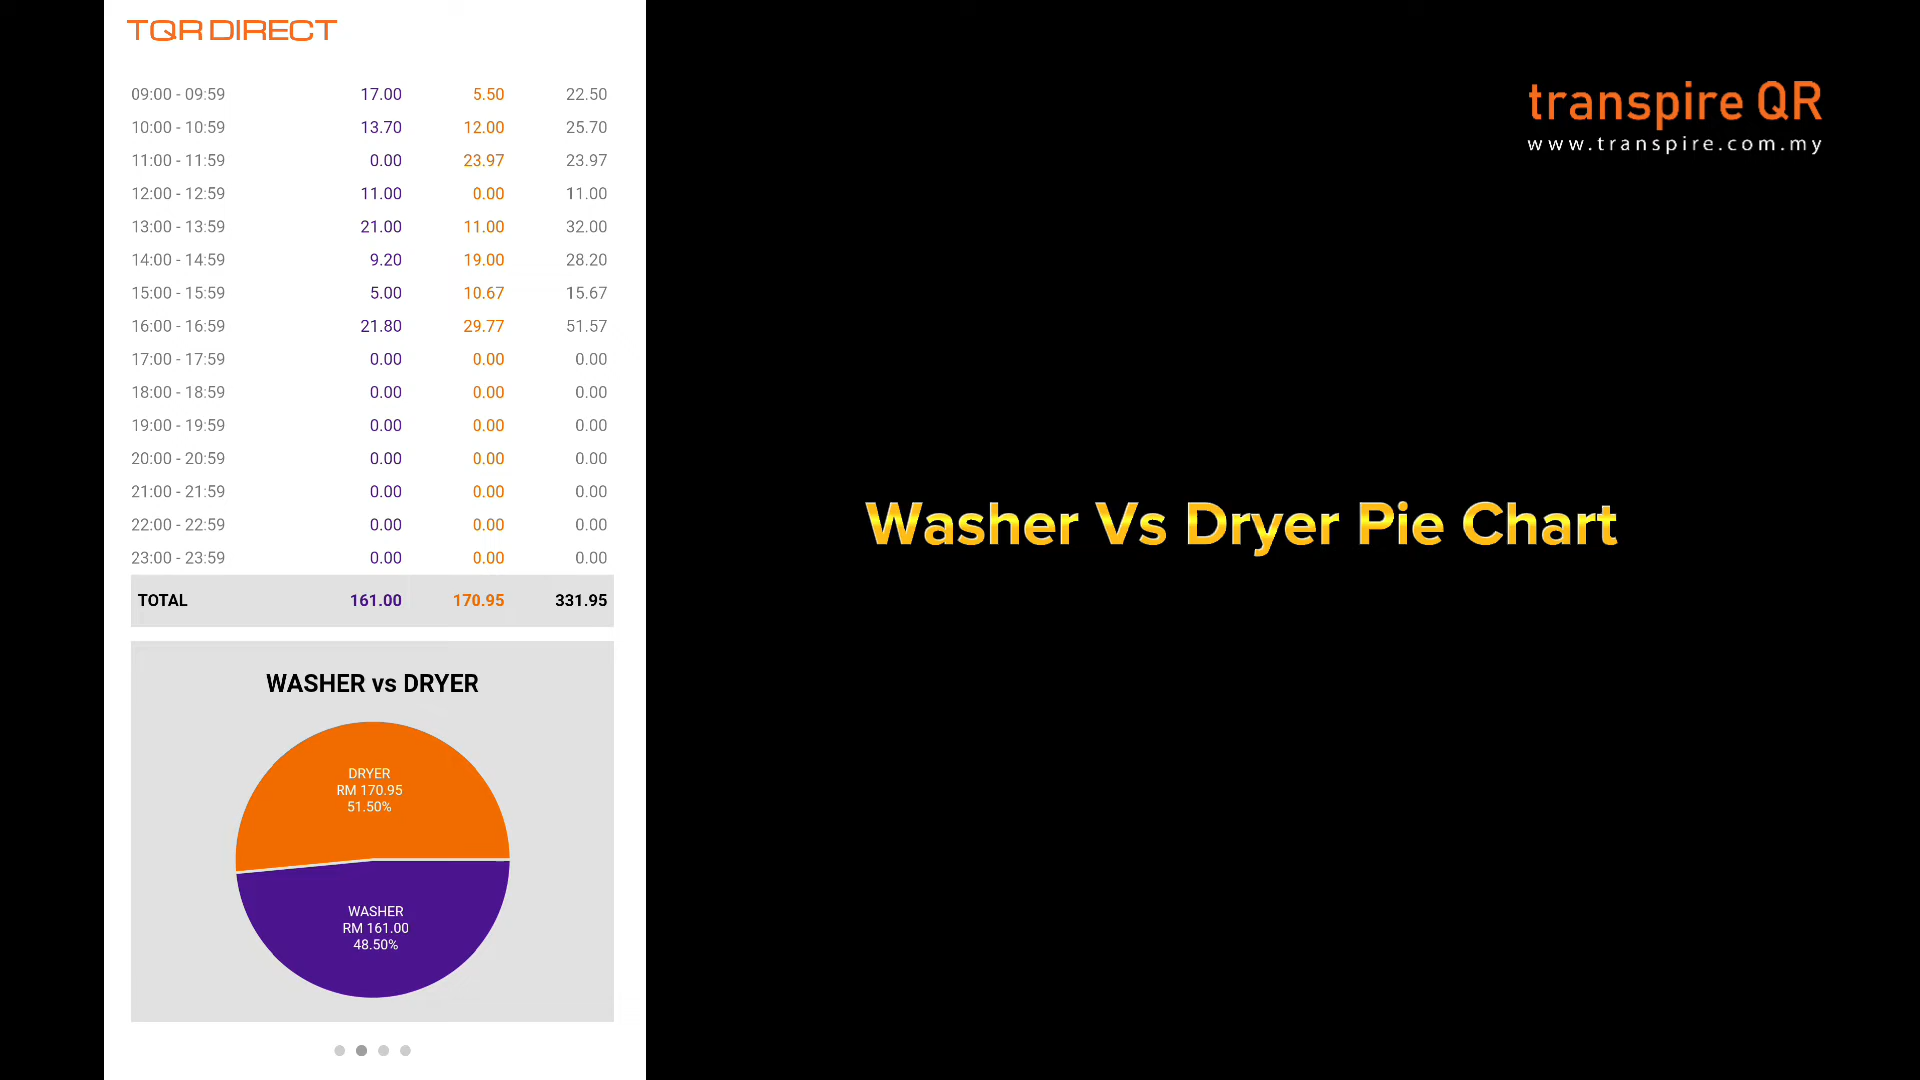 TQR DIRECT
09:00 - 09:59 17.00 5.50 22.50
10:00 - 10:59 13.70 12.00 25.70
11:00 - 11:59 0.00 23.97 23.97
12:00 - 12:59 11.00 0.00 11.00
13:00 - 13:59 21.00 11.00 32.00
14:00 - 14:59 9.20 19.00 28.20
15:00 - 15:59 5.00 10.67 15.67
16:00 - 16:59 21.80 29.77 51.57
17:00 - 17:59 0.00 0.00 0.00
18:00 - 18:59 0.00 0.00 0.00
19:00 - 19:59 0.00 0.00 0.00
20:00 - 20:59 0.00 0.00 0.00
21:00 - 21:59 0.00 0.00 0.00
22:00 - 22:59 0.00 0.00 0.00
23:00 - 23:59 0.00 0.00 0.00
TOTAL 161.00 170.95 331.95
WASHER vs DRYER
DRYER
RM 170.95
51.50%
WASHER
RM 161.00
48.50%
transpire QR
www.transpire.com.my
Washer Vs Dryer Pie Chart